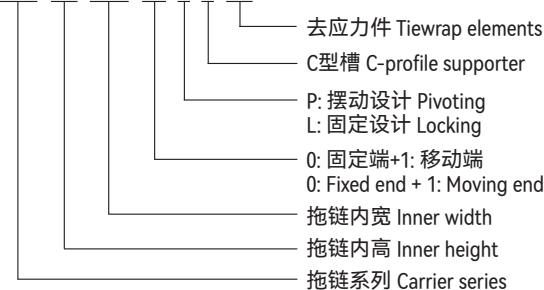 去应力件 Tiewrap elements
C型槽 C-profile supporter
P: 摆动设计 Pivoting
L: 固定设计 Locking
0: 固定端+1: 移动端
0: Fixed end + 1: Moving end
拖链内宽 Inner width
拖链内高 Inner height
拖链系列 Carrier series